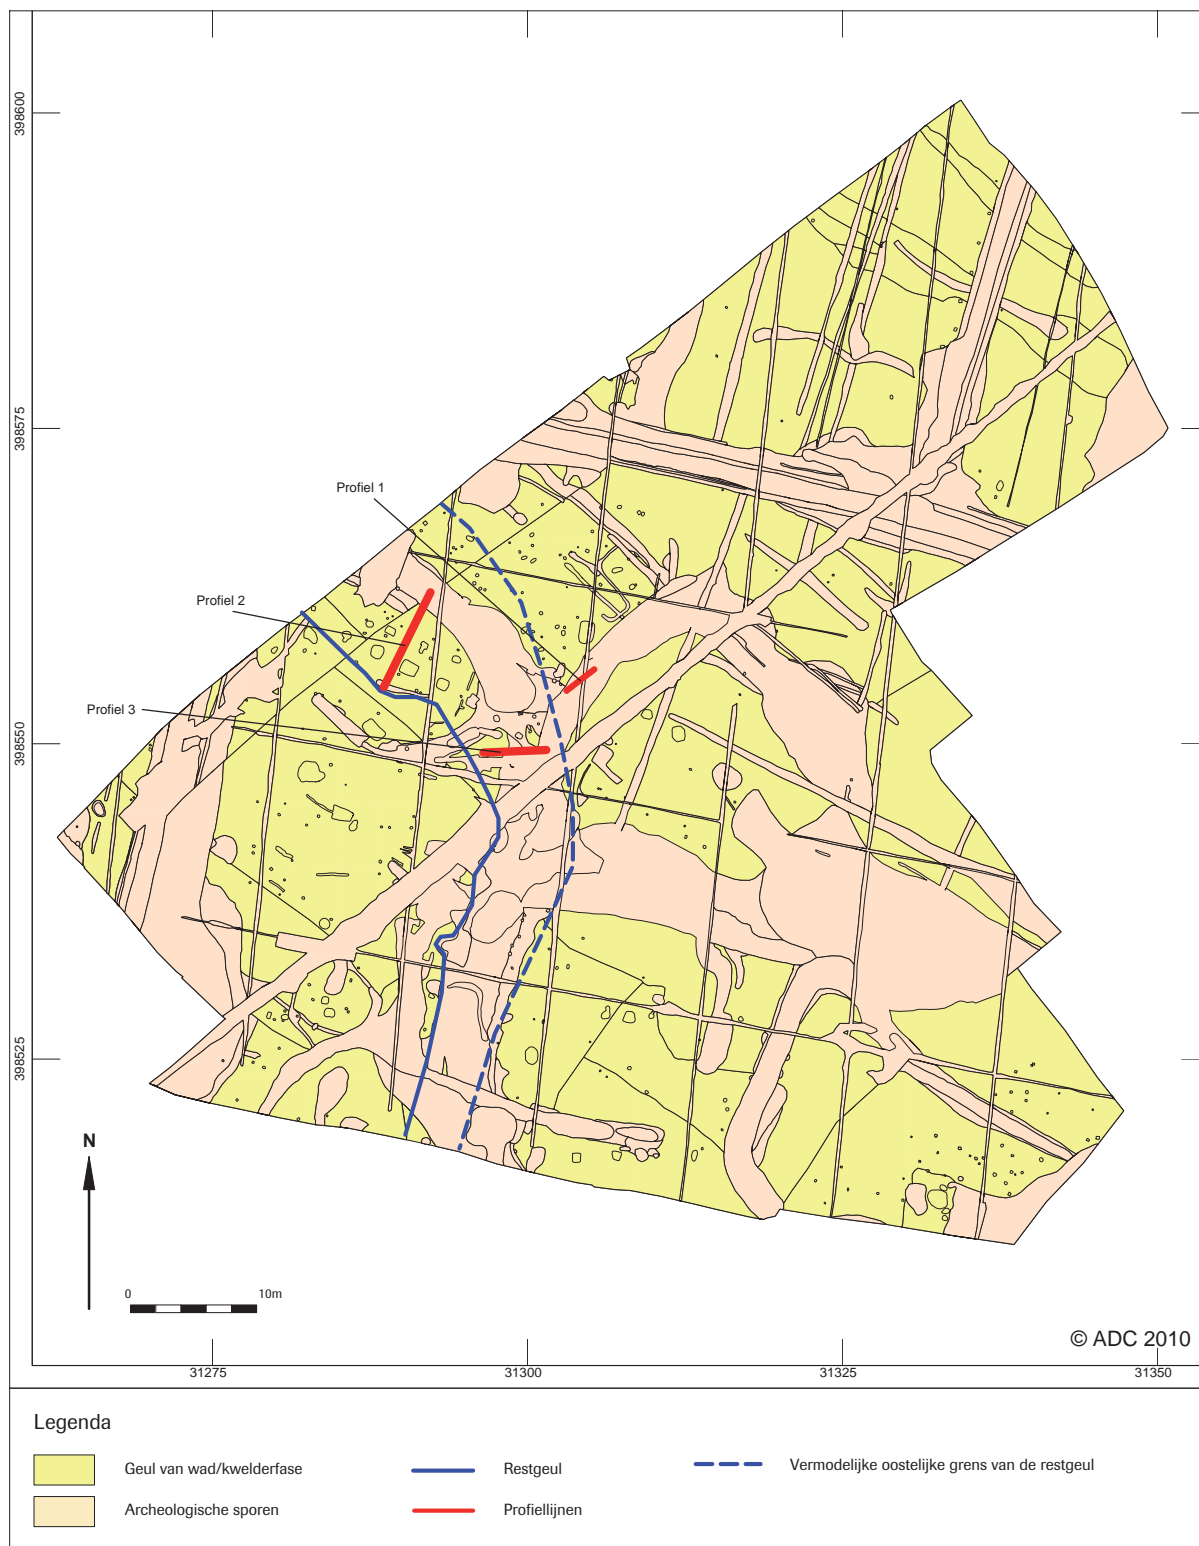 398600
398575
Profiel 1
Profiel 2
Profiel 3
398550
398525
N
0 10m
© ADC 2010
31275 31300 31325 31350
Legenda
Geul van wad/kwelderfase
Restgeul
Vermodelijke oostelijke grens van de restgeul
Archeologische sporen
Profiellijnen